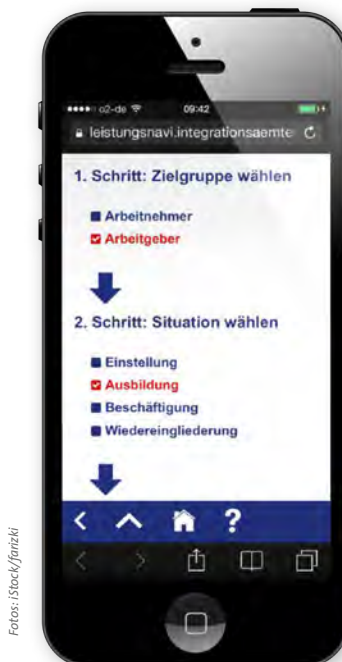 o2-de 09:42
leistungsnavi.integrationsaemte
1. Schritt: Zielgruppe wählen
Arbeitnehmer
Arbeitgeber
2. Schritt: Situation wählen
Einstellung
Ausbildung
Beschäftigung
Wiedereingliederung
?
Fotos: iStock/farizki